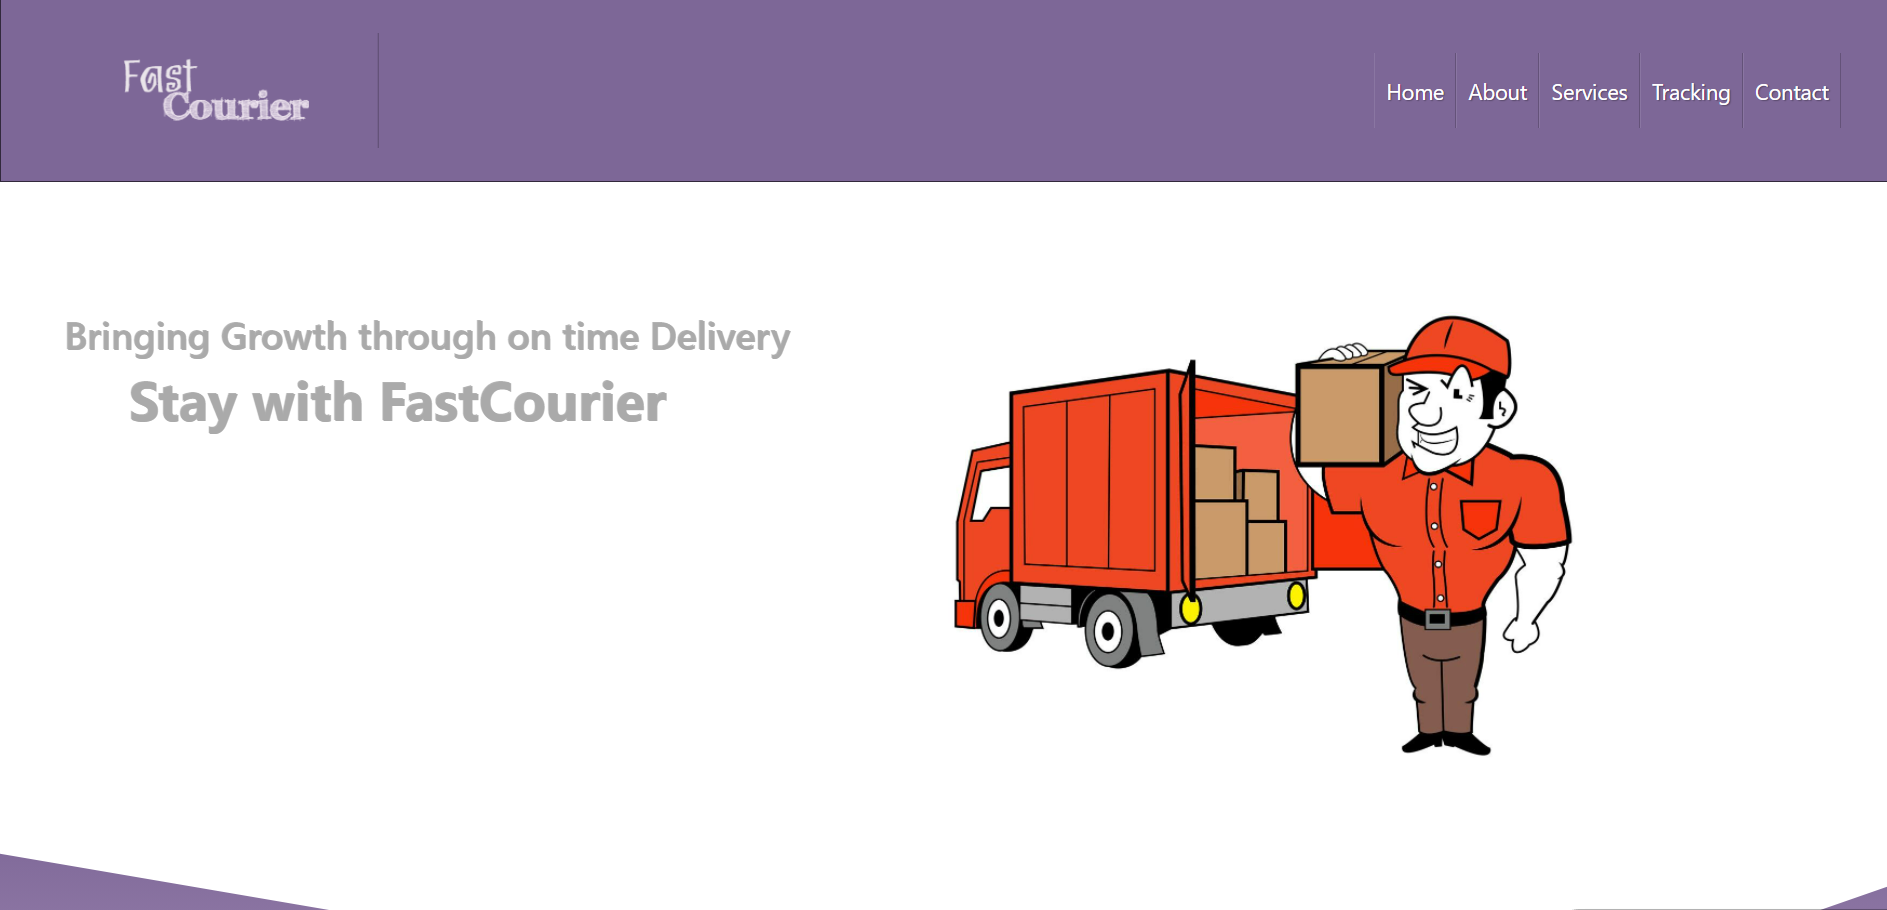 Fast
Courier
Home
About
Services
Tracking
Contact
Bringing Growth through on time Delivery
Stay with FastCourier